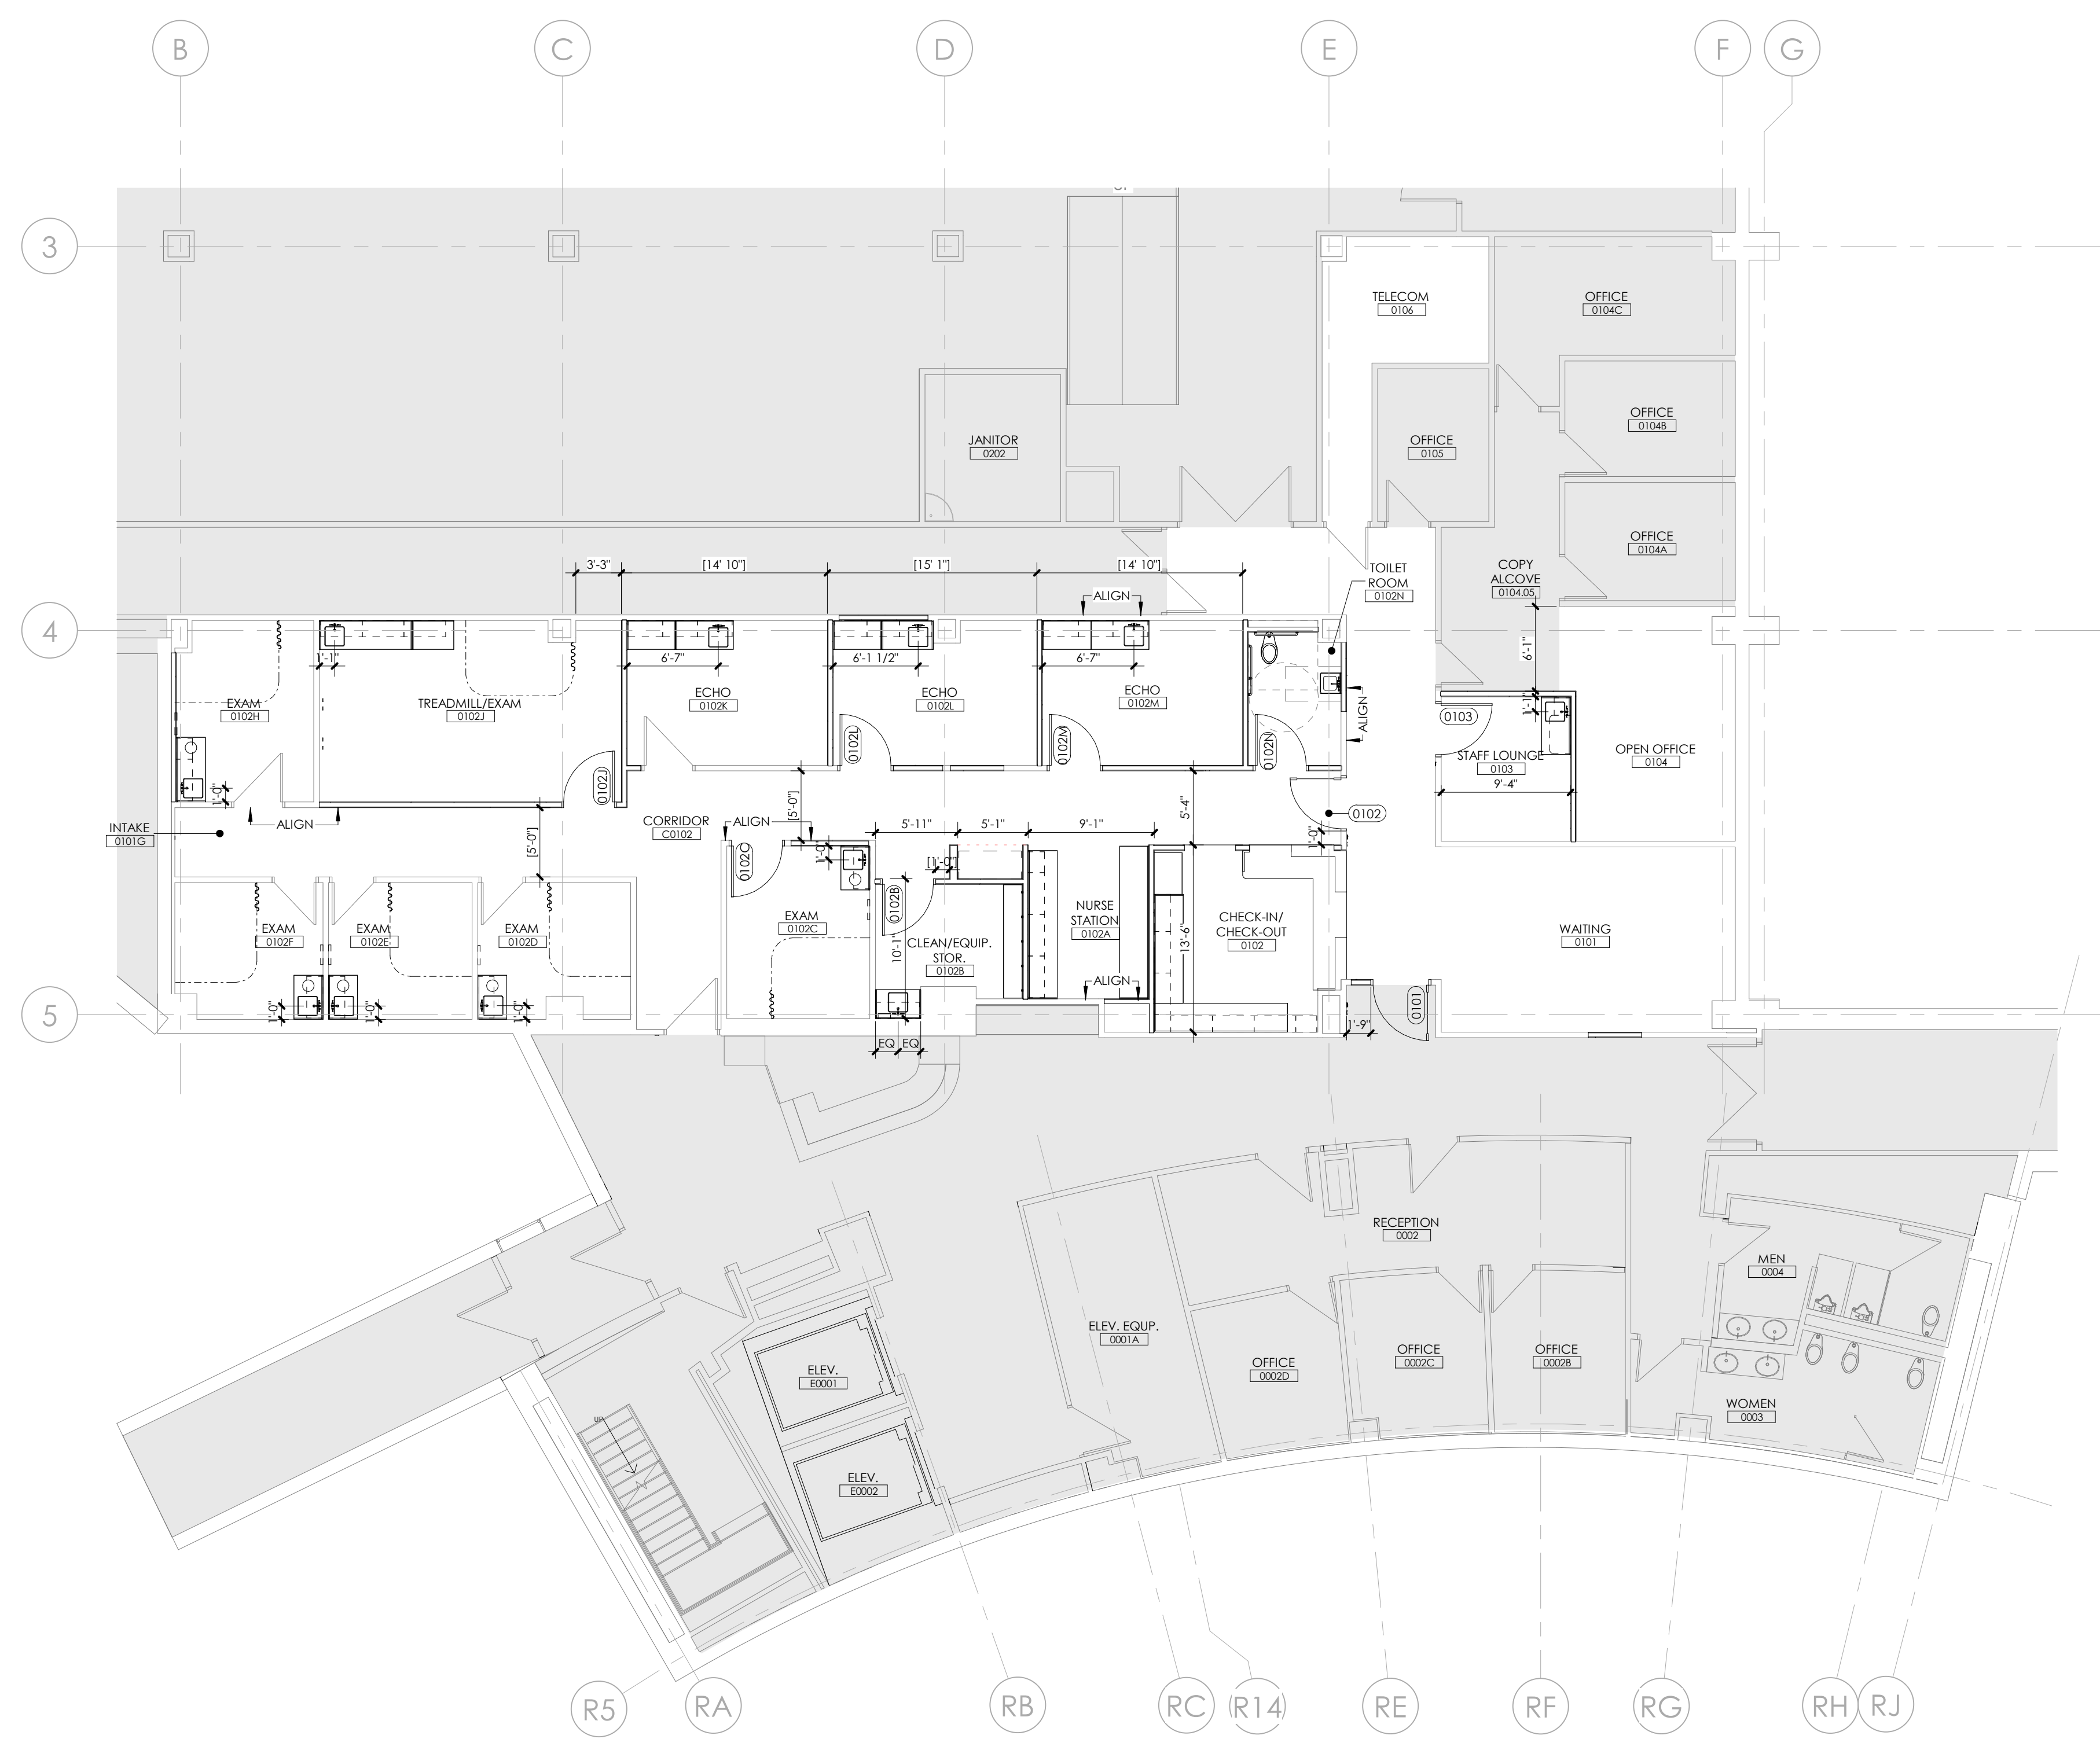 B
C
D
E
F
G
3
TELECOM
0106
OFFICE
0104C
OFFICE
0104B
JANITOR
0202
OFFICE
0105
OFFICE
0104A
3'-3"
[14' 10"]
[15' 1"]
[14' 10"]
TOILET
ROOM
0102N
COPY
ALCOVE
0104.05
ALIGN
4
1'-1"
6'-7"
6'-1 1/2"
6'-7"
6'-1"
EXAM
0102H
TREADMILL/EXAM
0102J
ECHO
0102K
ECHO
0102L
ECHO
0102M
ALIGN
1'-1"
0103
0102L
0102M
0102N
STAFF LOUNGE
0103
9'-4"
OPEN OFFICE
0104
0102J
1'-0"
[5'-0"]
5'-4"
0102
INTAKE
0101G
ALIGN
CORRIDOR
C0102
ALIGN
5'-11"
5'-1"
9'-1"
1'-0"
[5'-0"]
0102C
1'-0"
[1'-0"]
0102B
EXAM
0102F
EXAM
0102E
EXAM
0102D
EXAM
0102C
10'-1"
CLEAN/EQUIP.
STOR.
0102B
NURSE
STATION
0102A
13'-6"
CHECK-IN/
CHECK-OUT
0102
WAITING
0101
ALIGN
5
1'-0"
1'-0"
1'-0"
1'-9"
0101
EQ
EQ
RECEPTION
0002
MEN
0004
ELEV. EQUP.
0001A
OFFICE
0002D
OFFICE
0002C
OFFICE
0002B
ELEV.
E0001
WOMEN
0003
UP
ELEV.
E0002
R5
RA
RB
RC
R14
RE
RF
RG
RH
RJ